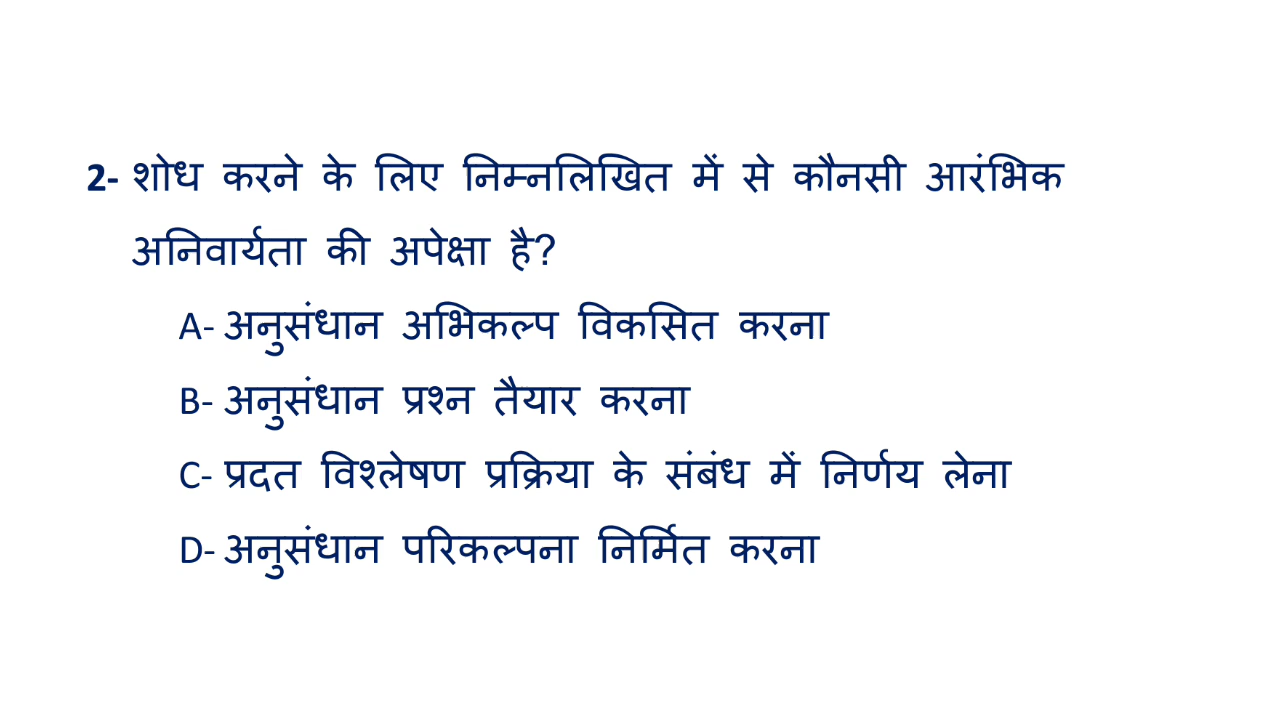 2- शोध करने के लिए निम्नलिखित में से कौनसी आरंभिक
अनिवार्यता की अपेक्षा है?
A- अनुसंधान अभिकल्प विकसित करना
B- अनुसंधान प्रश्न तैयार करना
C- प्रदत विश्लेषण प्रक्रिया के संबंध में निर्णय लेना
D- अनुसंधान परिकल्पना निर्मित करना